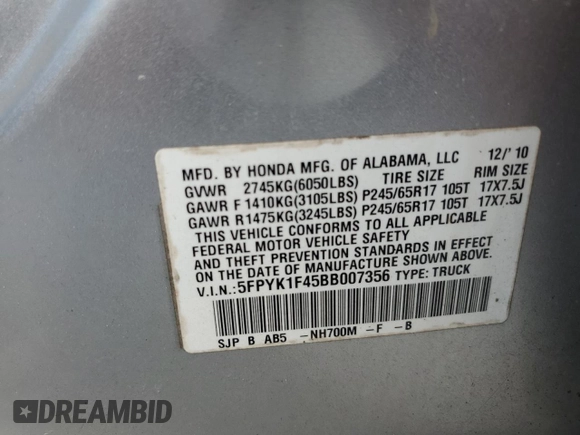 MFD. BY HONDA MFG. OF ALABAMA, LLC 12/'10
GVWR 2745KG(6050LBS) TIRE SIZE RIM SIZE
GAWR F 1410KG(3105LBS) P245/65R17 105T 17X7.5J
GAWR R 1475KG(3245LBS) P245/65R17 105T 17X7.5J
THIS VEHICLE CONFORMS TO ALL APPLICABLE
FEDERAL MOTOR VEHICLE SAFETY
AND THEFT PREVENTION STANDARDS IN EFFECT
ON THE DATE OF MANUFACTURE SHOWN ABOVE.
V.I.N.:5FPYK1F45BB007356 TYPE: TRUCK
SJP B AB5 -NH700M -F -B
DREAMBID